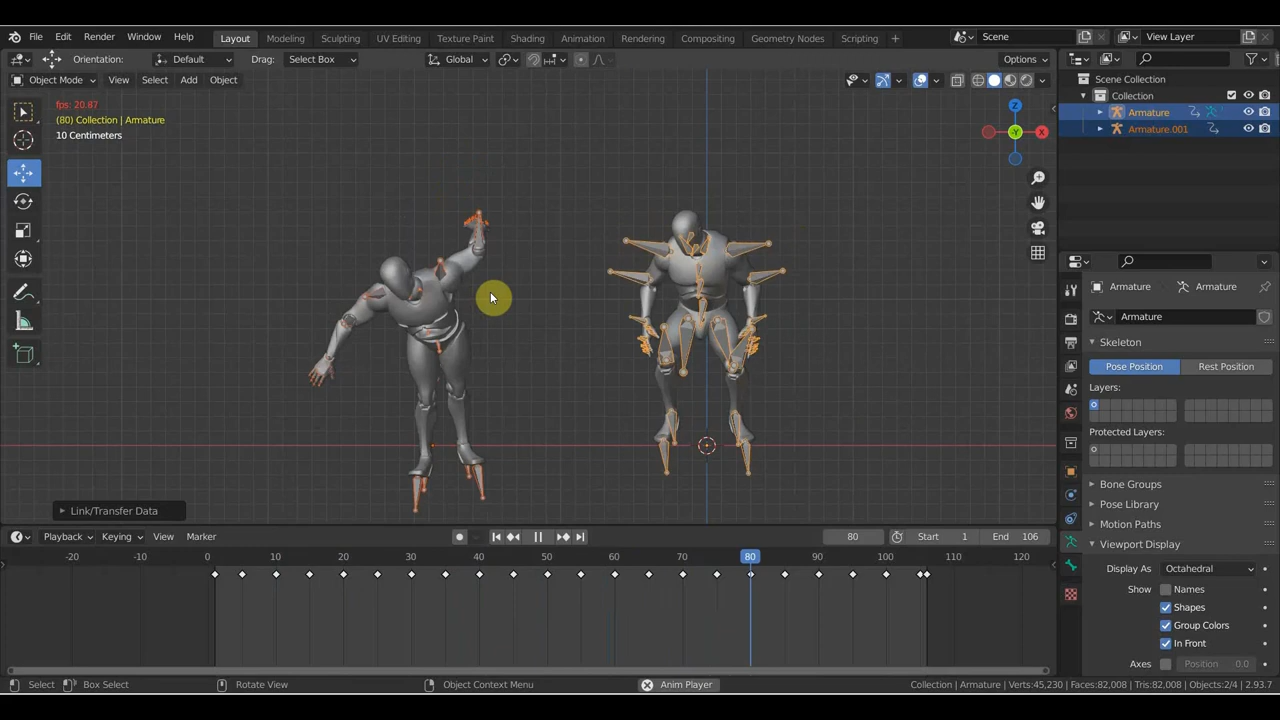 File Edit Render Window Help Layout Modeling Sculpting UV Editing Texture Paint Shading Animation Rendering Compositing Geometry Nodes Scripting + Scene View Layer
Orientation: Default Drag: Select Box Global Options
Object Mode View Select Add Object
Scene Collection
Collection
Armature
Armature.001
fps: 20.87
(80) Collection | Armature
10 Centimeters
Z
-Y
X
Armature Armature
Armature
Skeleton
Pose Position Rest Position
Layers:
Protected Layers:
Bone Groups
Pose Library
Motion Paths
Viewport Display
Display As Octahedral
Show Names
Shapes
Group Colors
In Front
Axes Position 0.0
Link/Transfer Data
Playback Keying View Marker 80 Start 1 End 106
-20 -10 0 10 20 30 40 50 60 70 80 90 100 110 120
Select Box Select Rotate View Object Context Menu Anim Player Collection | Armature | Verts:45,230 | Faces:82,008 | Tris:82,008 | Objects:2/4 | 2.93.7